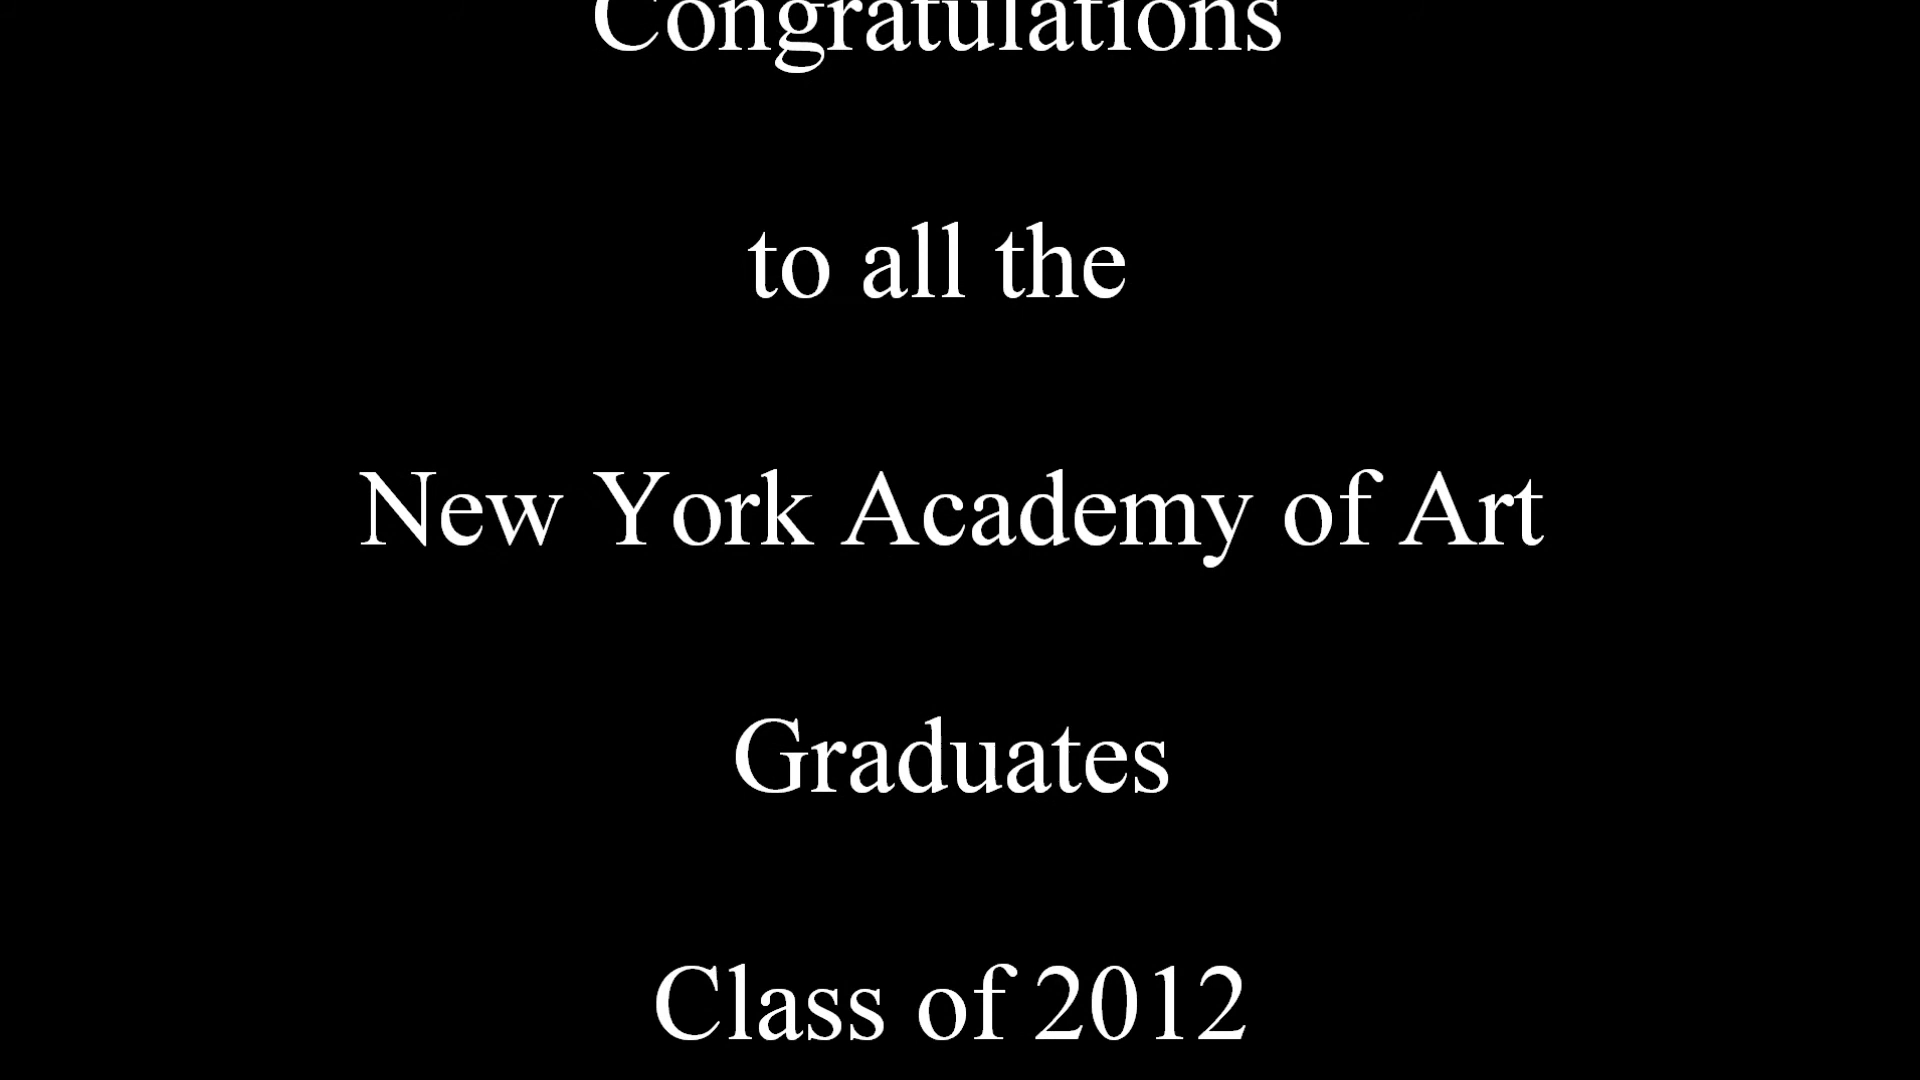 Congratulations
to all the
New York Academy of Art
Graduates
Class of 2012